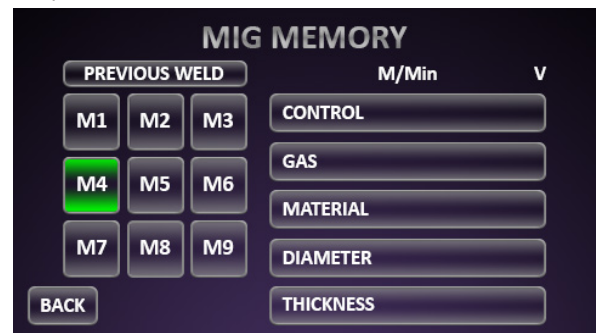 MIG MEMORY
PREVIOUS WELD
M/Min V
M1 M2 M3
CONTROL
GAS
M4 M5 M6
MATERIAL
M7 M8 M9
DIAMETER
BACK
THICKNESS